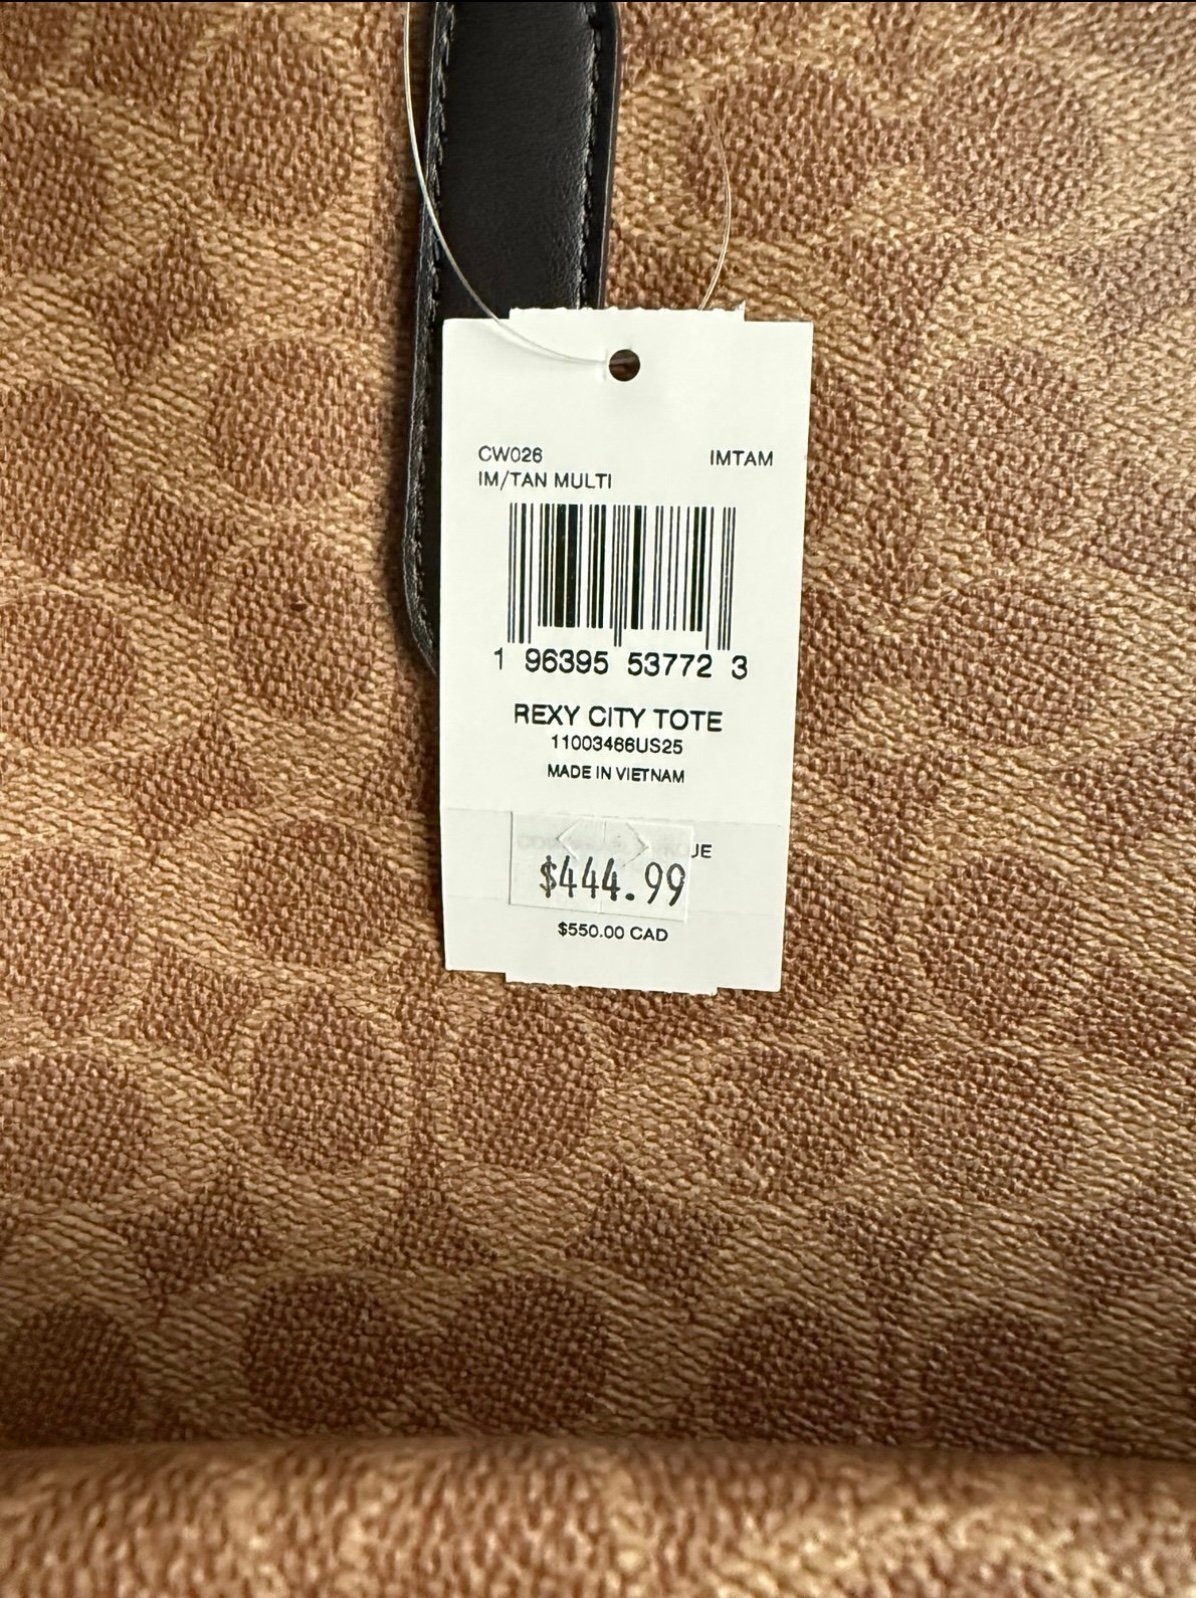 CW026 IMTAM
IM/TAN MULTI
1 96395 53772 3
REXY CITY TOTE
11003466US25
MADE IN VIETNAM
$444.99
$550.00 CAD